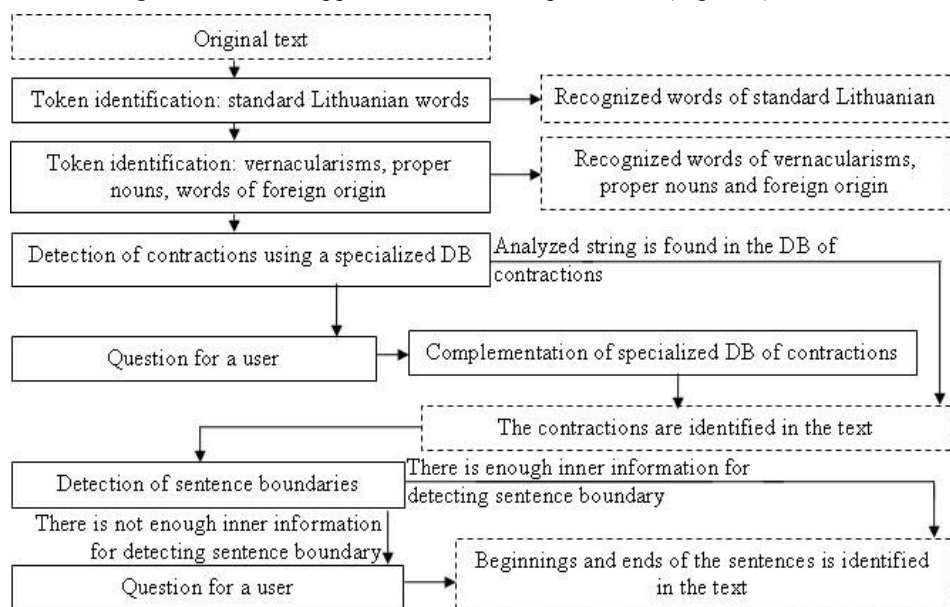 Original text
Token identification: standard Lithuanian words
Recognized words of standard Lithuanian
Token identification: vernacularisms, proper
nouns, words of foreign origin
Recognized words of vernacularisms,
proper nouns and foreign origin
Detection of contractions using a specialized DB
Analyzed string is found in the DB of
contractions
Question for a user
Complementation of specialized DB of contractions
The contractions are identified in the text
Detection of sentence boundaries
There is enough inner information for
detecting sentence boundary
There is not enough inner information
for detecting sentence boundary
Question for a user
Beginnings and ends of the sentences is identified
in the text